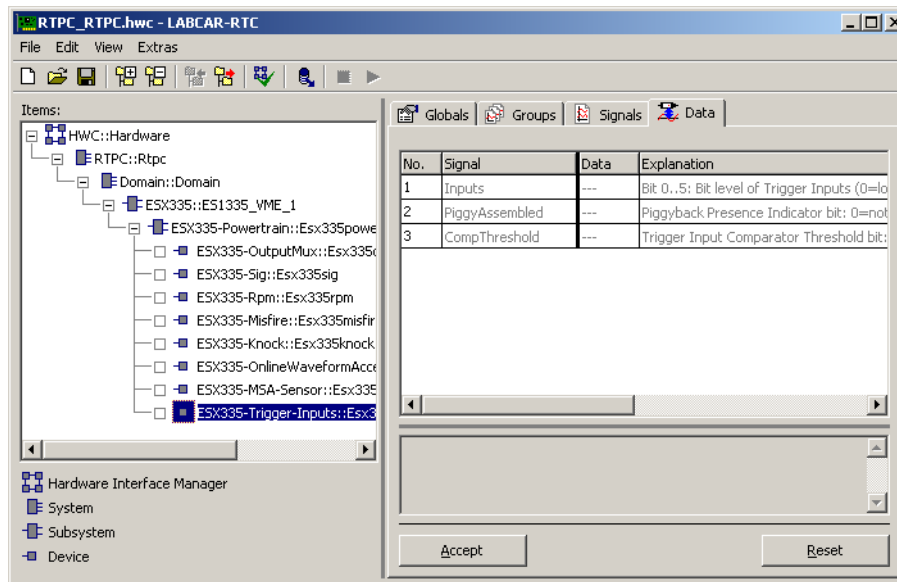 RTPC_RTPC.hwc - LABCAR-RTC
File Edit View Extras
Items:
HWC::Hardware
RTPC::Rtpc
Domain::Domain
ESX335::ES1335_VME_1
ESX335-Powertrain::Esx335powe
ESX335-OutputMux::Esx335o
ESX335-Sig::Esx335sig
ESX335-Rpm::Esx335rpm
ESX335-Misfire::Esx335misfir
ESX335-Knock::Esx335knock
ESX335-OnlineWaveformAcce
ESX335-MSA-Sensor::Esx335
ESX335-Trigger-Inputs::Esx3
Hardware Interface Manager
System
Subsystem
Device
Globals Groups Signals Data
No. Signal Data Explanation
1 Inputs --- Bit 0..5: Bit level of Trigger Inputs (0=lo
2 PiggyAssembled --- Piggyback Presence Indicator bit: 0=not
3 CompThreshold --- Trigger Input Comparator Threshold bit:
Accept Reset